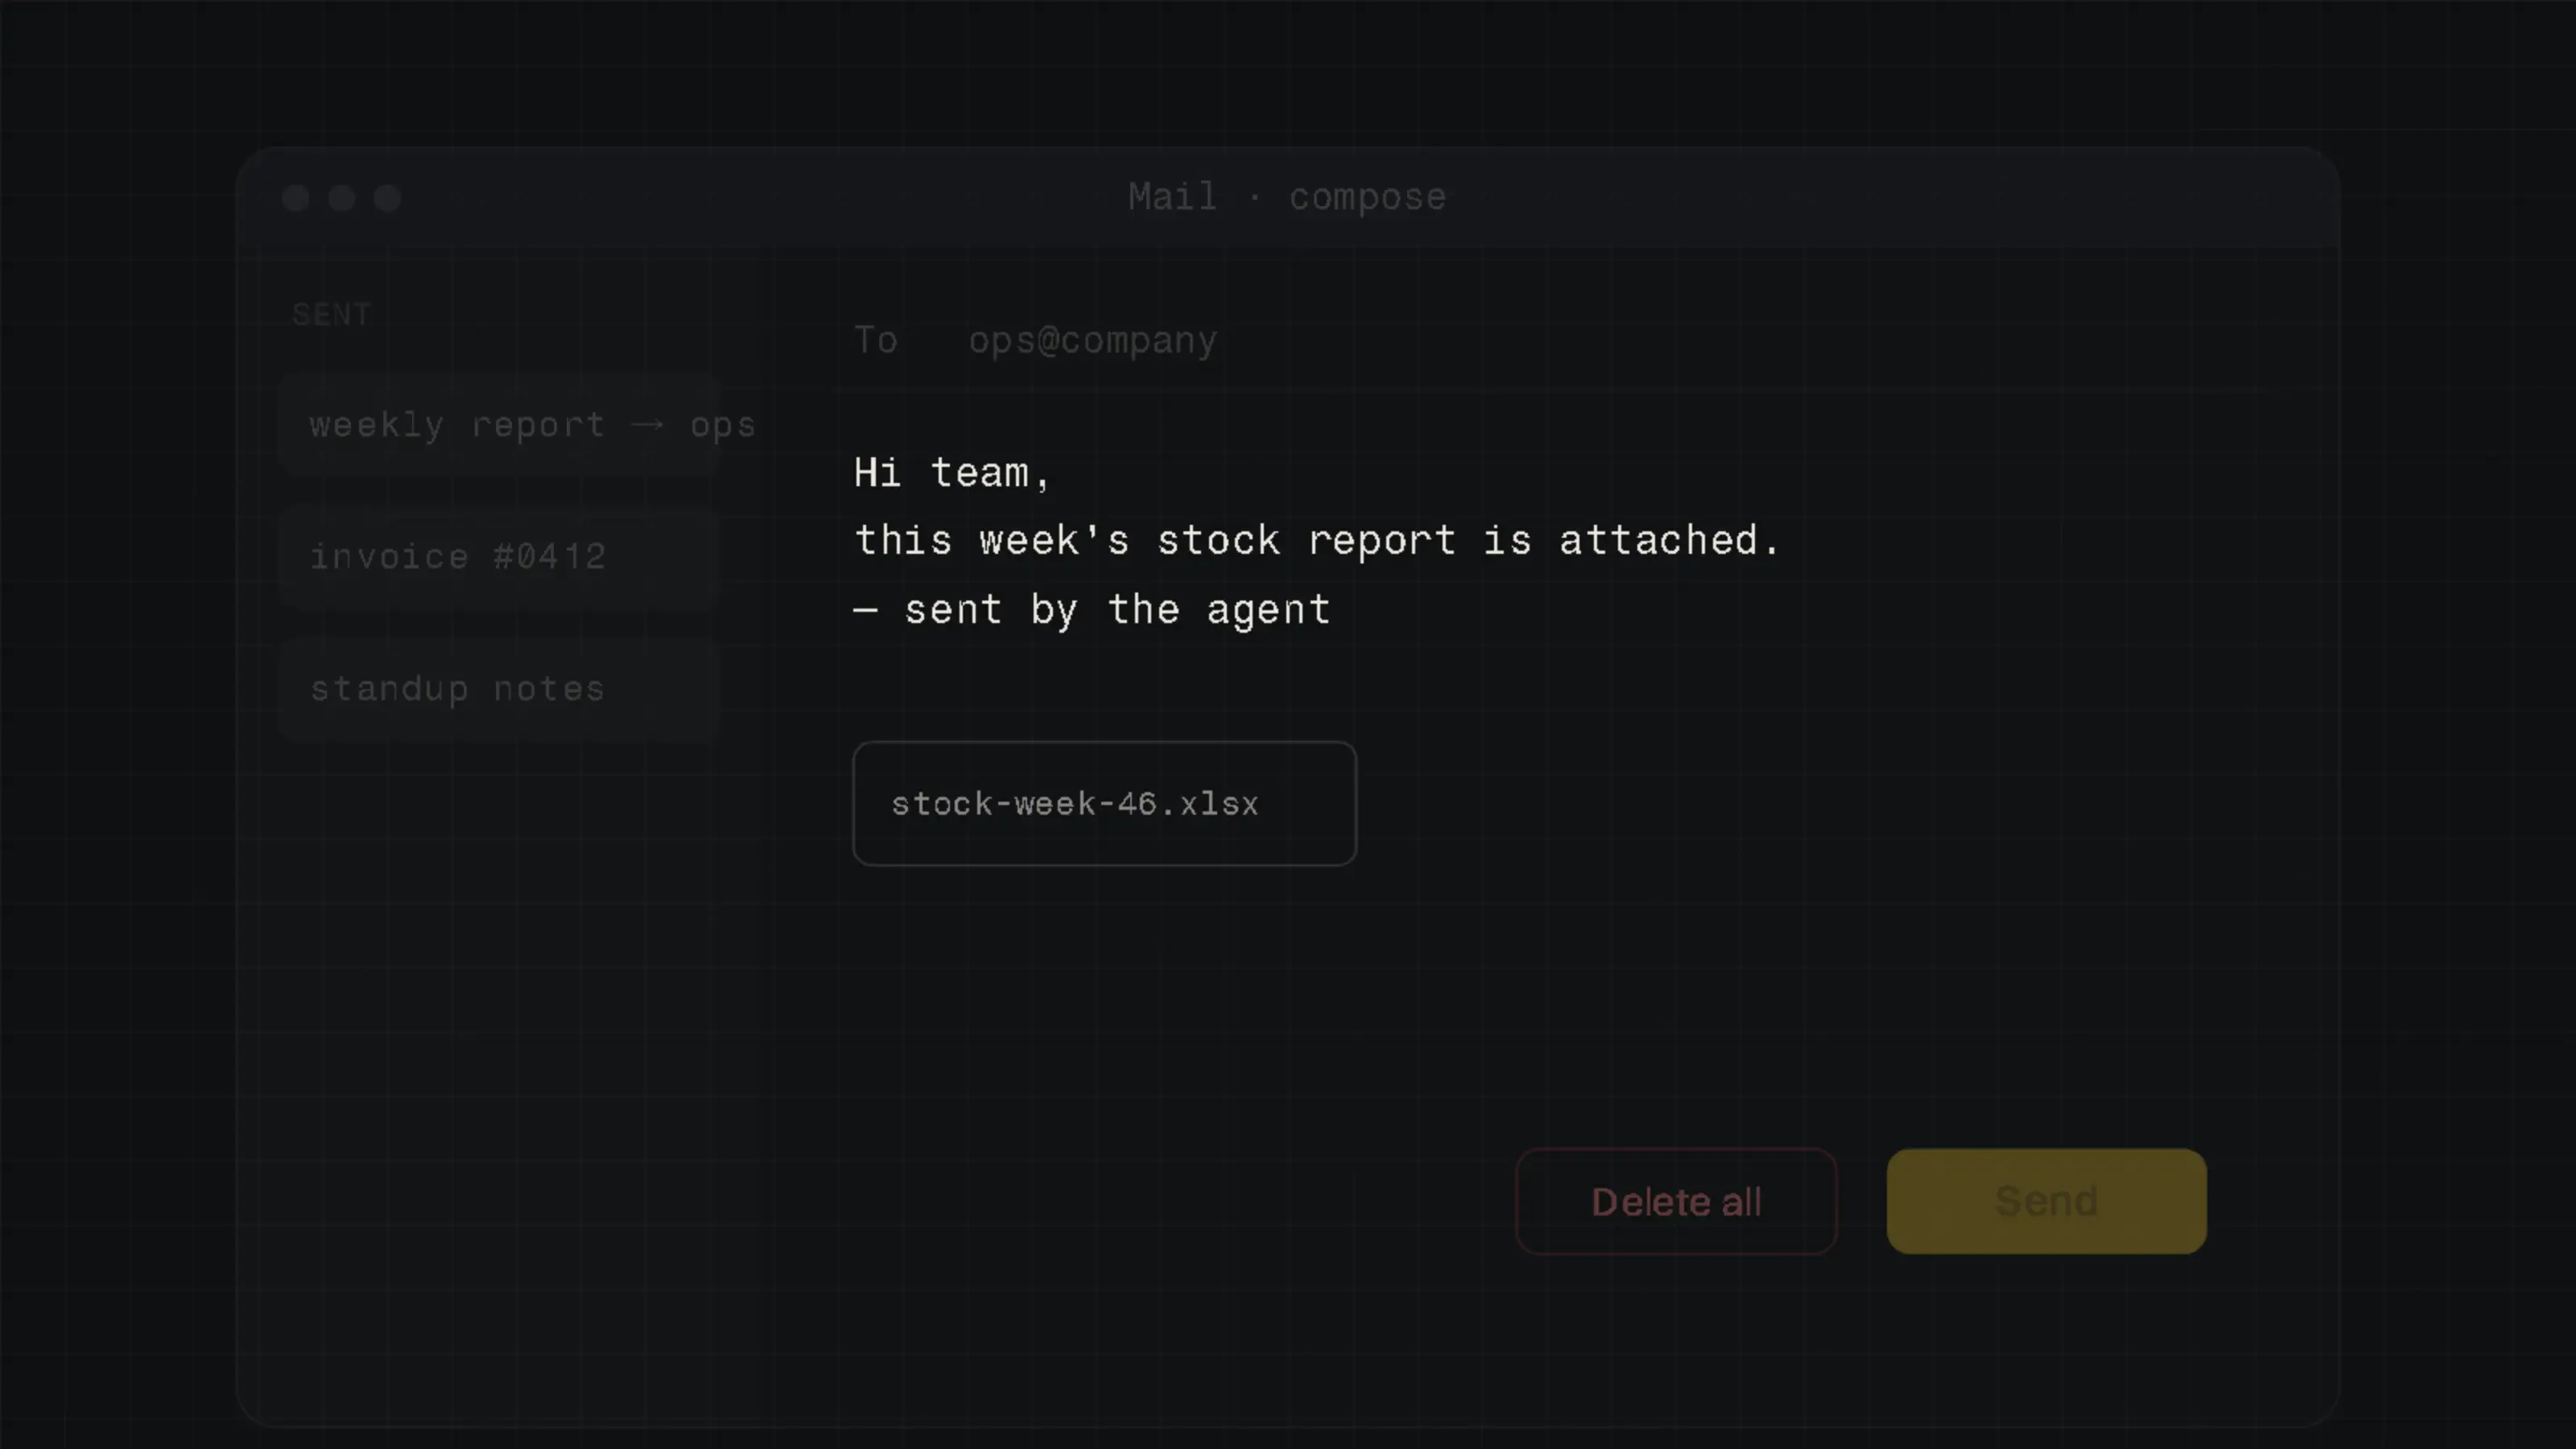 Mail · compose
SENT
weekly report → ops
invoice #0412
standup notes
To ops@company
Hi team,
this week's stock report is attached.
— sent by the agent
stock-week-46.xlsx
Delete all
Send